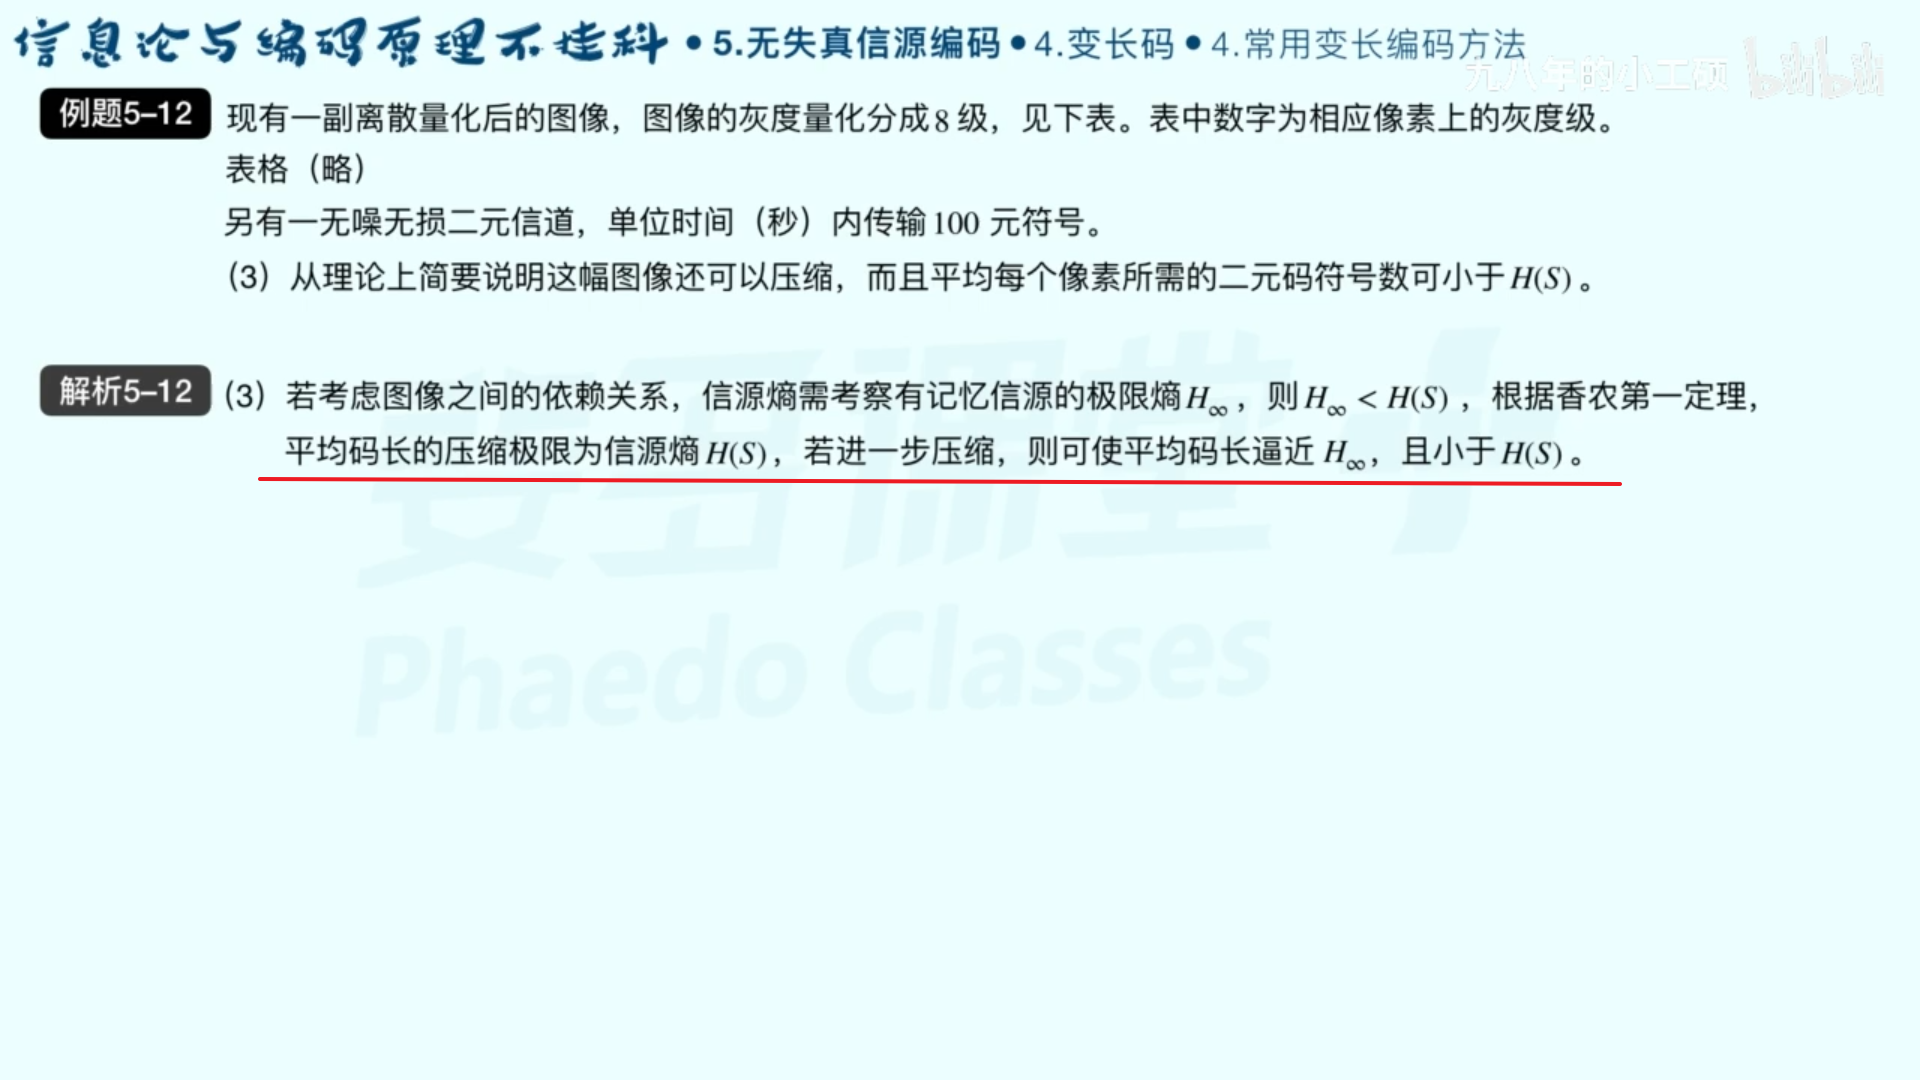 信息论与编码原理不挂科 • 5.无失真信源编码 • 4.变长码 • 4.常用变长编码方法
九八年的小工硕 bilibili
例题5–12 现有一副离散量化后的图像，图像的灰度量化分成8 级，见下表。表中数字为相应像素上的灰度级。
表格（略）
另有一无噪无损二元信道，单位时间（秒）内传输100 元符号。
（3）从理论上简要说明这幅图像还可以压缩，而且平均每个像素所需的二元码符号数可小于H(S) 。
解析5–12 (3) 若考虑图像之间的依赖关系，信源熵需考察有记忆信源的极限熵H∞，则H∞ < H(S) ，根据香农第一定理，
平均码长的压缩极限为信源熵H(S)，若进一步压缩，则可使平均码长逼近 H∞，且小于H(S) 。
斐多课堂
Phaedo Classes